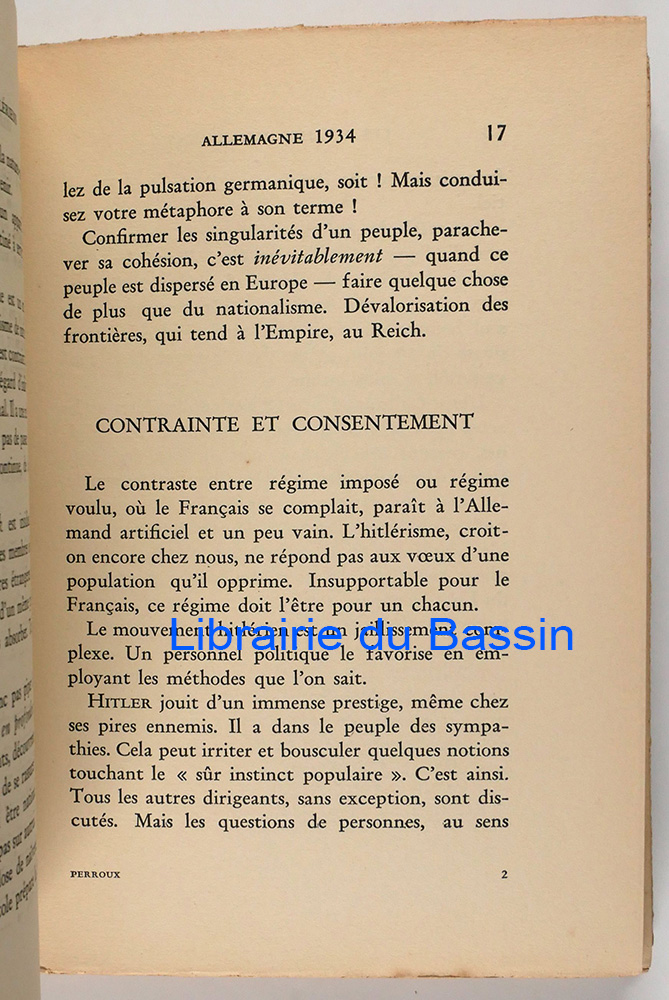 ALLEMAGNE 1934 17
lez de la pulsation germanique, soit ! Mais condui-
sez votre métaphore à son terme !
Confirmer les singularités d'un peuple, parache-
ver sa cohésion, c'est inévitablement — quand ce
peuple est dispersé en Europe — faire quelque chose
de plus que du nationalisme. Dévalorisation des
frontières, qui tend à l'Empire, au Reich.
CONTRAINTE ET CONSENTEMENT
Le contraste entre régime imposé ou régime
voulu, où le Français se complait, paraît à l'Alle-
mand artificiel et un peu vain. L'hitlérisme, croit-
on encore chez nous, ne répond pas aux vœux d'une
population qu'il opprime. Insupportable pour le
Français, ce régime doit l'être pour un chacun.
Le mouvement hitlérien est un jaillissement com-
Librairie du Bassin
plexe. Un personnel politique le favorise en em-
ployant les méthodes que l'on sait.
HITLER jouit d'un immense prestige, même chez
ses pires ennemis. Il a dans le peuple des sympa-
thies. Cela peut irriter et bousculer quelques notions
touchant le « sûr instinct populaire ». C'est ainsi.
Tous les autres dirigeants, sans exception, sont dis-
cutés. Mais les questions de personnes, au sens
PERROUX 2